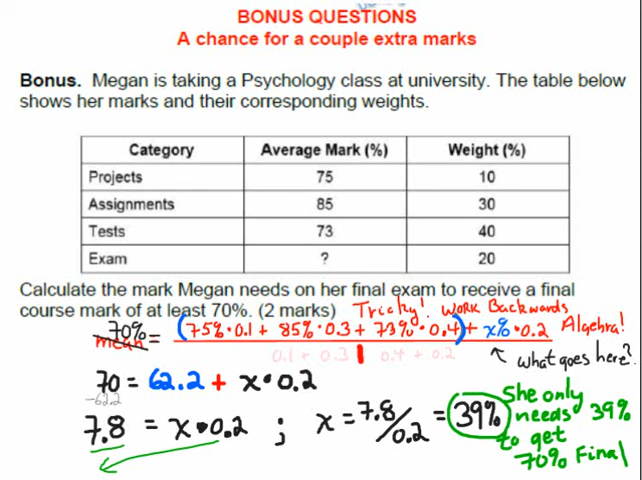 BONUS QUESTIONS
A chance for a couple extra marks
Bonus. Megan is taking a Psychology class at university. The table below
shows her marks and their corresponding weights.
Category Average Mark (%) Weight (%)
Projects 75 10
Assignments 85 30
Tests 73 40
Exam ? 20
Calculate the mark Megan needs on her final exam to receive a final
course mark of at least 70%. (2 marks) Tricky! Work Backwards
70% mean = (75%·0.1 + 85%·0.3 + 73%·0.4) + x%·0.2 Algebra!
0.1 + 0.3 1 0.4 + 0.2
what goes here?
70 = 62.2 + x·0.2
-62.2
7.8 = x·0.2 ; x = 7.8/0.2 = 39%
She only
needs 39%
to get
70% Final